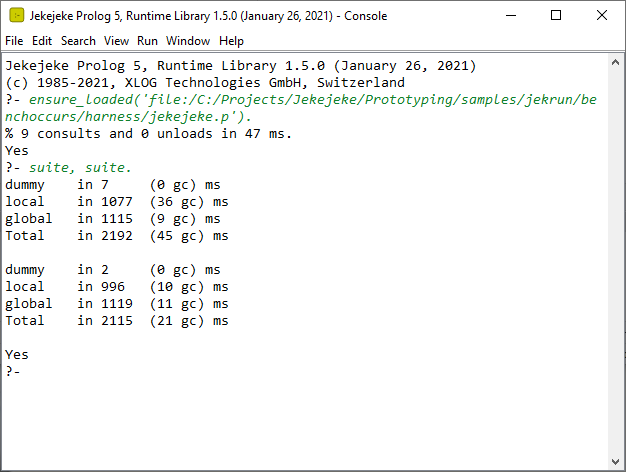 Jekejeke Prolog 5, Runtime Library 1.5.0 (January 26, 2021) - Console
File Edit Search View Run Window Help
Jekejeke Prolog 5, Runtime Library 1.5.0 (January 26, 2021)
(c) 1985-2021, XLOG Technologies GmbH, Switzerland
?- ensure_loaded('file:/C:/Projects/Jekejeke/Prototyping/samples/jekrun/be
nchoccurs/harness/jekejeke.p').
% 9 consults and 0 unloads in 47 ms.
Yes
?- suite, suite.
dummy    in 7     (0 gc) ms
local    in 1077  (36 gc) ms
global   in 1115  (9 gc) ms
Total    in 2192  (45 gc) ms

dummy    in 2     (0 gc) ms
local    in 996   (10 gc) ms
global   in 1119  (11 gc) ms
Total    in 2115  (21 gc) ms

Yes
?-